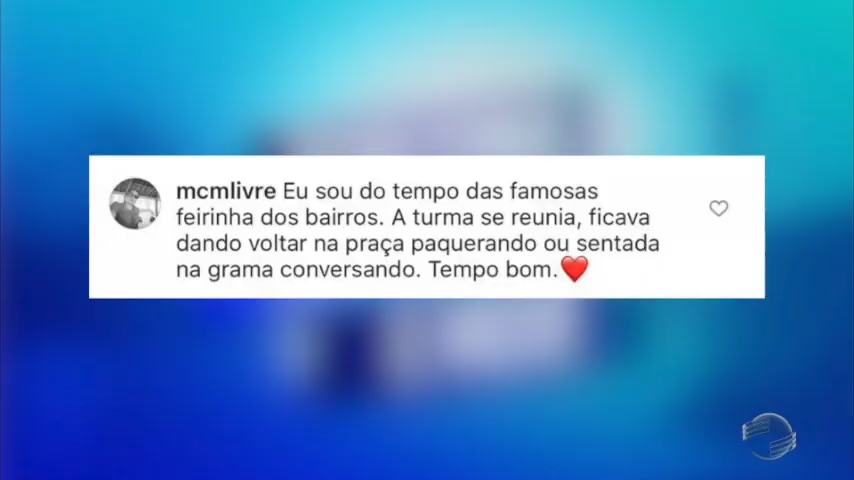 mcmlivre Eu sou do tempo das famosas
feirinha dos bairros. A turma se reunia, ficava
dando voltar na praça paquerando ou sentada
na grama conversando. Tempo bom.❤️